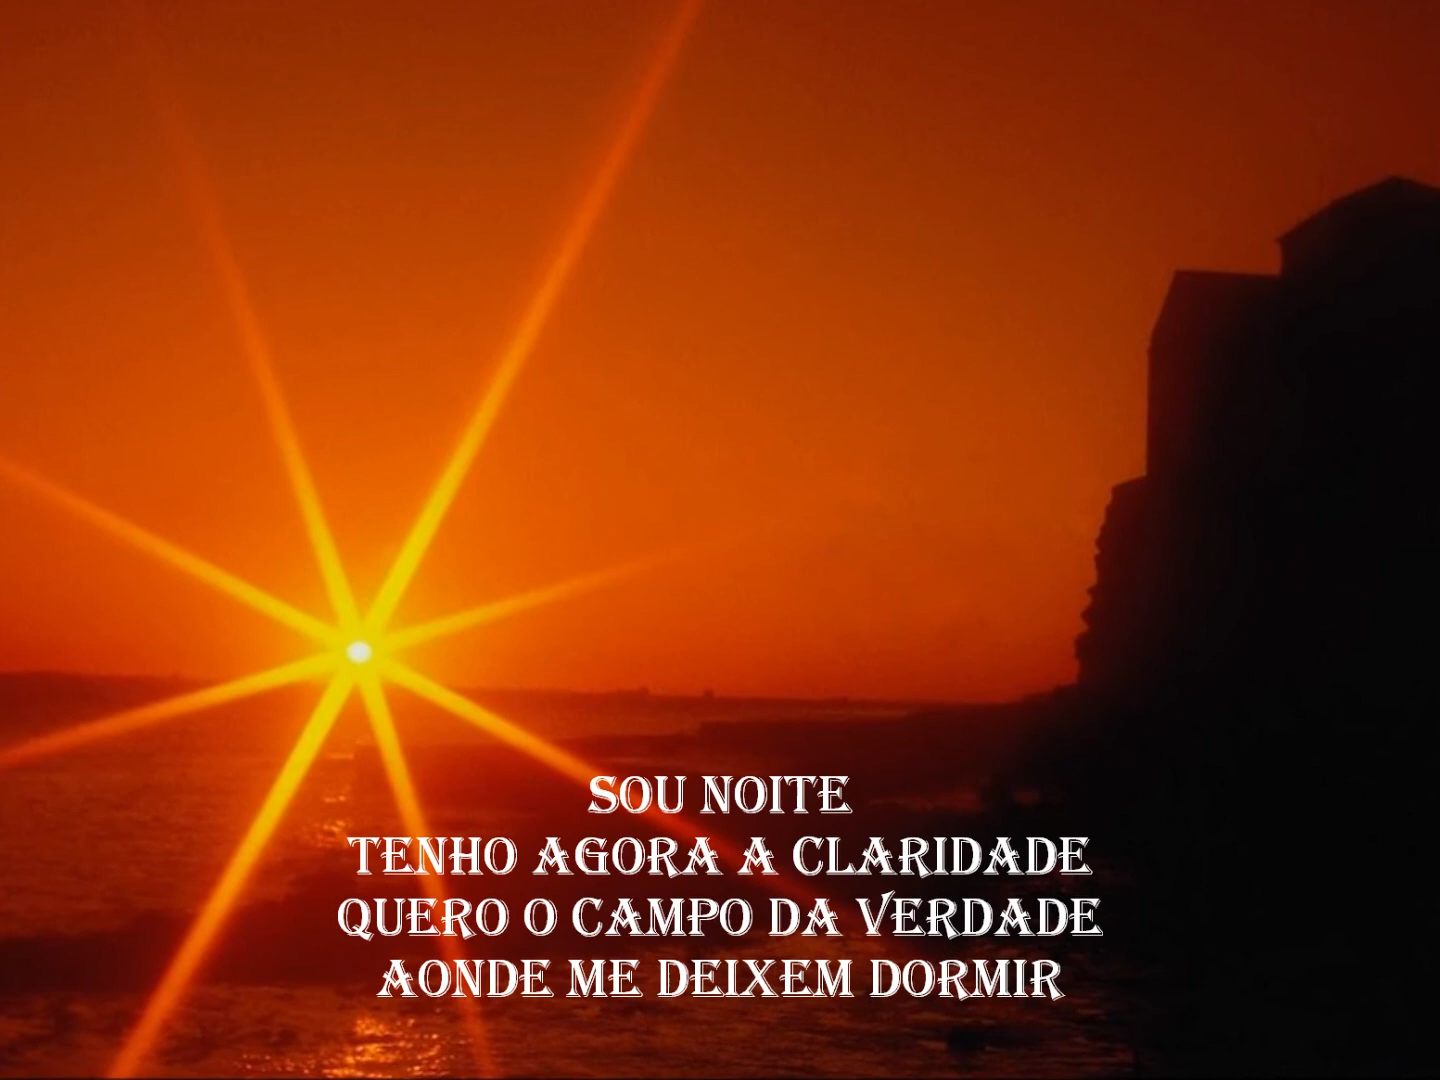 SOU NOITE
TENHO AGORA A CLARIDADE
QUERO O CAMPO DA VERDADE
AONDE ME DEIXEM DORMIR